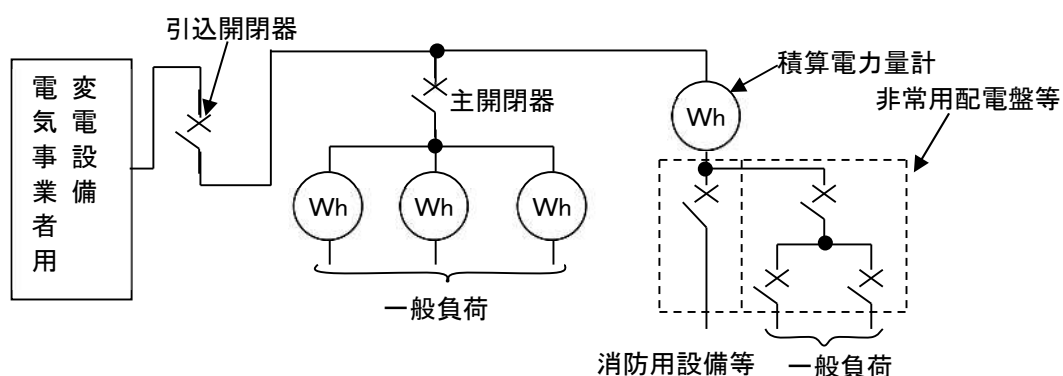 引込開閉器
電気事業者用
変電設備
主開閉器
積算電力量計
非常用配電盤等
Wh
Wh
Wh
Wh
一般負荷
消防用設備等
一般負荷